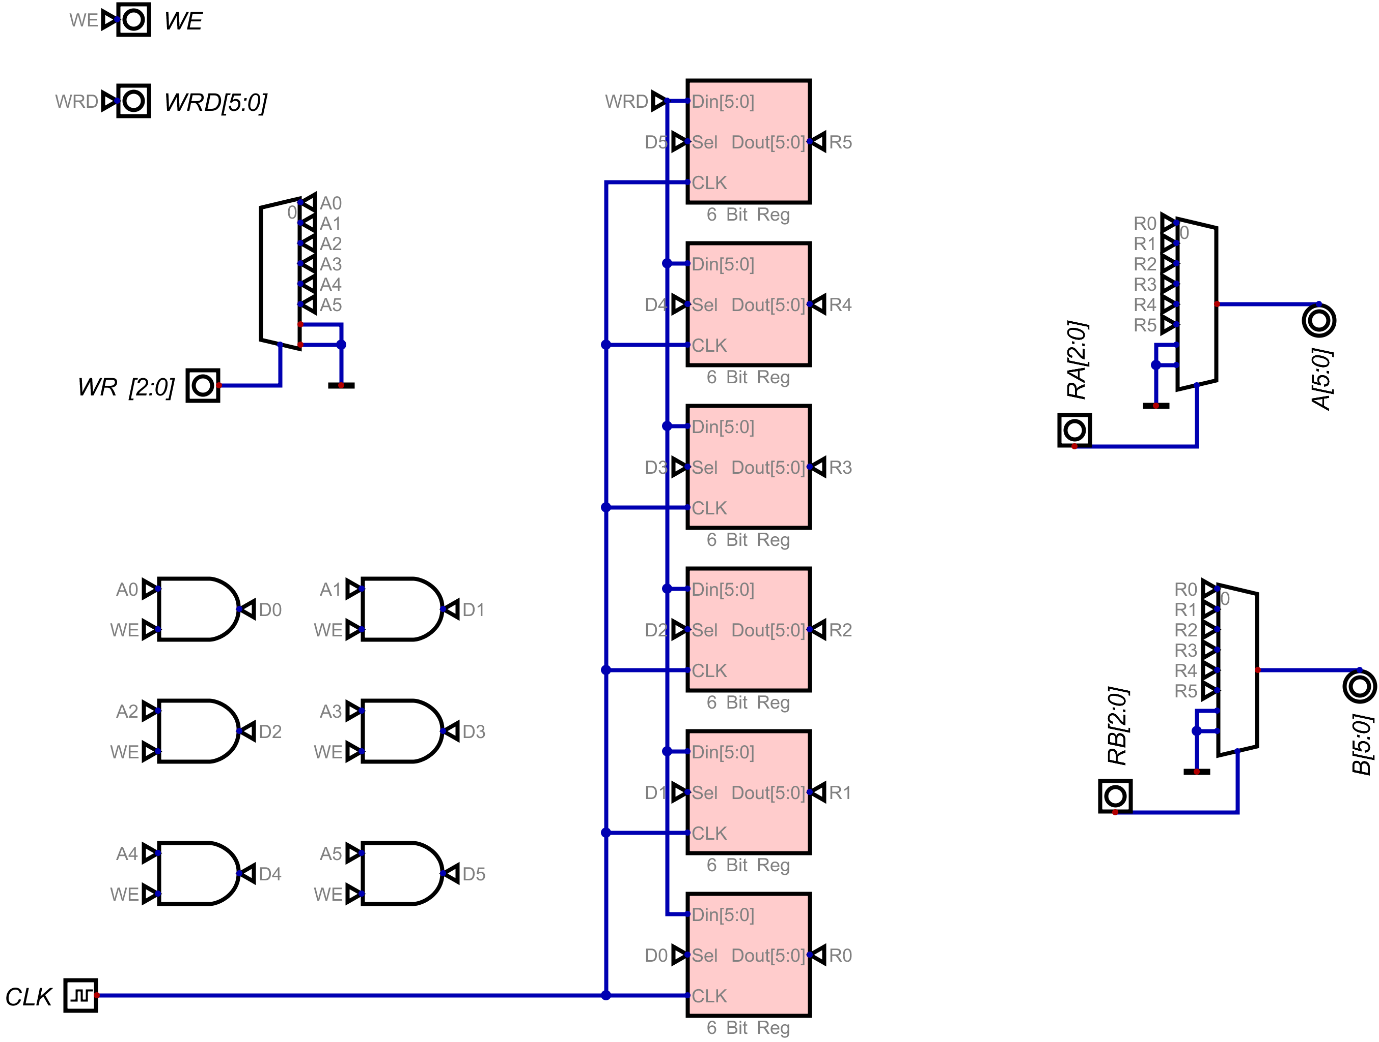 WE WE
WRD WRD[5:0]
0
A0
A1
A2
A3
A4
A5
WR [2:0]
A0
WE
D0
A1
WE
D1
A2
WE
D2
A3
WE
D3
A4
WE
D4
A5
WE
D5
CLK
WRD Din[5:0]
D5 Sel Dout[5:0] R5
CLK
6 Bit Reg
Din[5:0]
D4 Sel Dout[5:0] R4
CLK
6 Bit Reg
Din[5:0]
D3 Sel Dout[5:0] R3
CLK
6 Bit Reg
Din[5:0]
D2 Sel Dout[5:0] R2
CLK
6 Bit Reg
Din[5:0]
D1 Sel Dout[5:0] R1
CLK
6 Bit Reg
Din[5:0]
D0 Sel Dout[5:0] R0
CLK
6 Bit Reg
R0
0
R1
R2
R3
R4
R5
RA[2:0]
A[5:0]
R0
0
R1
R2
R3
R4
R5
RB[2:0]
B[5:0]